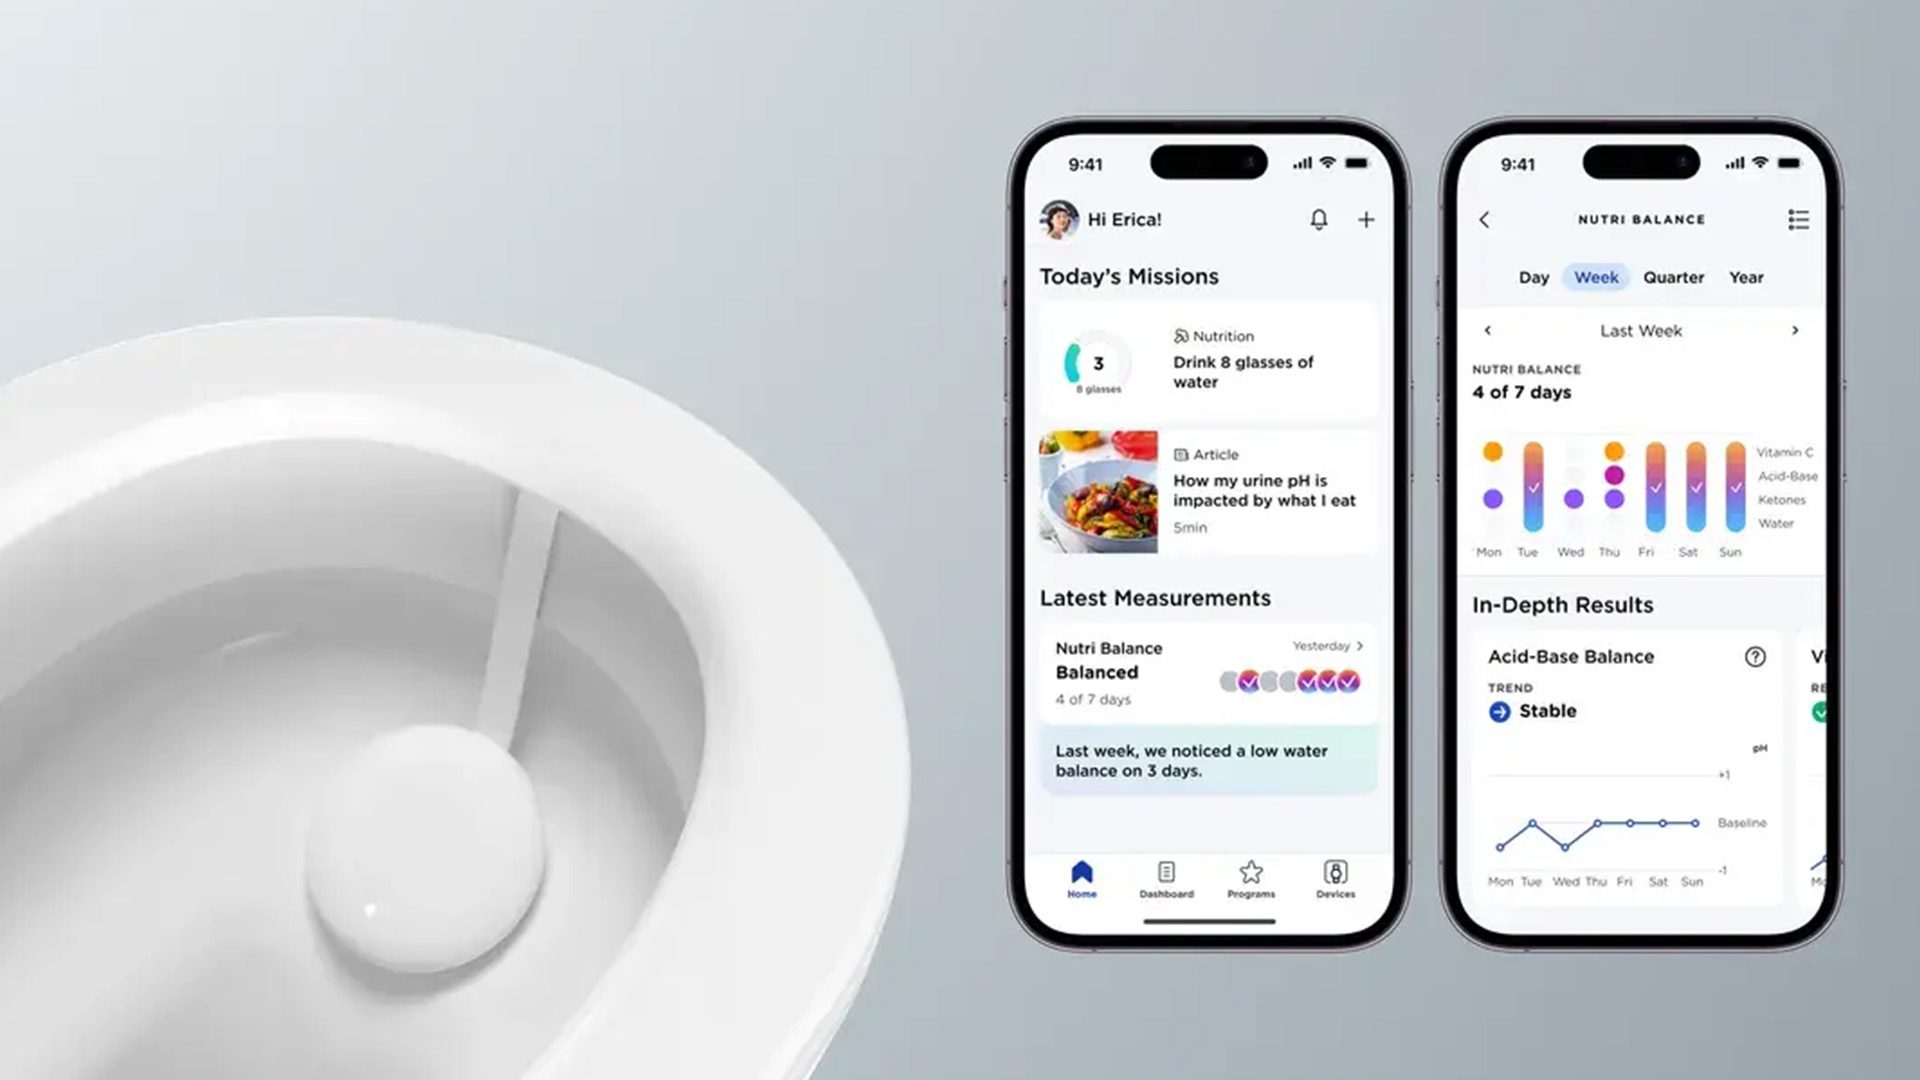 9:41
Hi Erica!
Today's Missions
3
8 glasses
Nutrition
Drink 8 glasses of
water
Article
How my urine pH is
impacted by what I eat
5min
Latest Measurements
Nutri Balance
Yesterday
Balanced
4 of 7 days
Last week, we noticed a low water
balance on 3 days.
Home
Dashboard
Programs
Devices
9:41
NUTRI BALANCE
Day Week Quarter Year
Last Week
NUTRI BALANCE
4 of 7 days
Vitamin C
Acid-Base
Ketones
Water
Mon Tue Wed Thu Fri Sat Sun
In-Depth Results
Acid-Base Balance
TREND
Stable
pH
+1
Baseline
-1
Mon Tue Wed Thu Fri Sat Sun